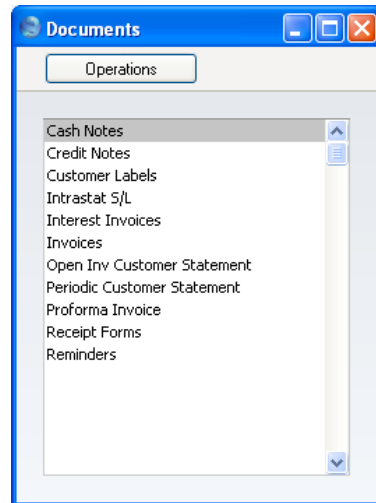 Documents
Operations
Cash Notes
Credit Notes
Customer Labels
Intrastat S/L
Interest Invoices
Invoices
Open Inv Customer Statement
Periodic Customer Statement
Proforma Invoice
Receipt Forms
Reminders